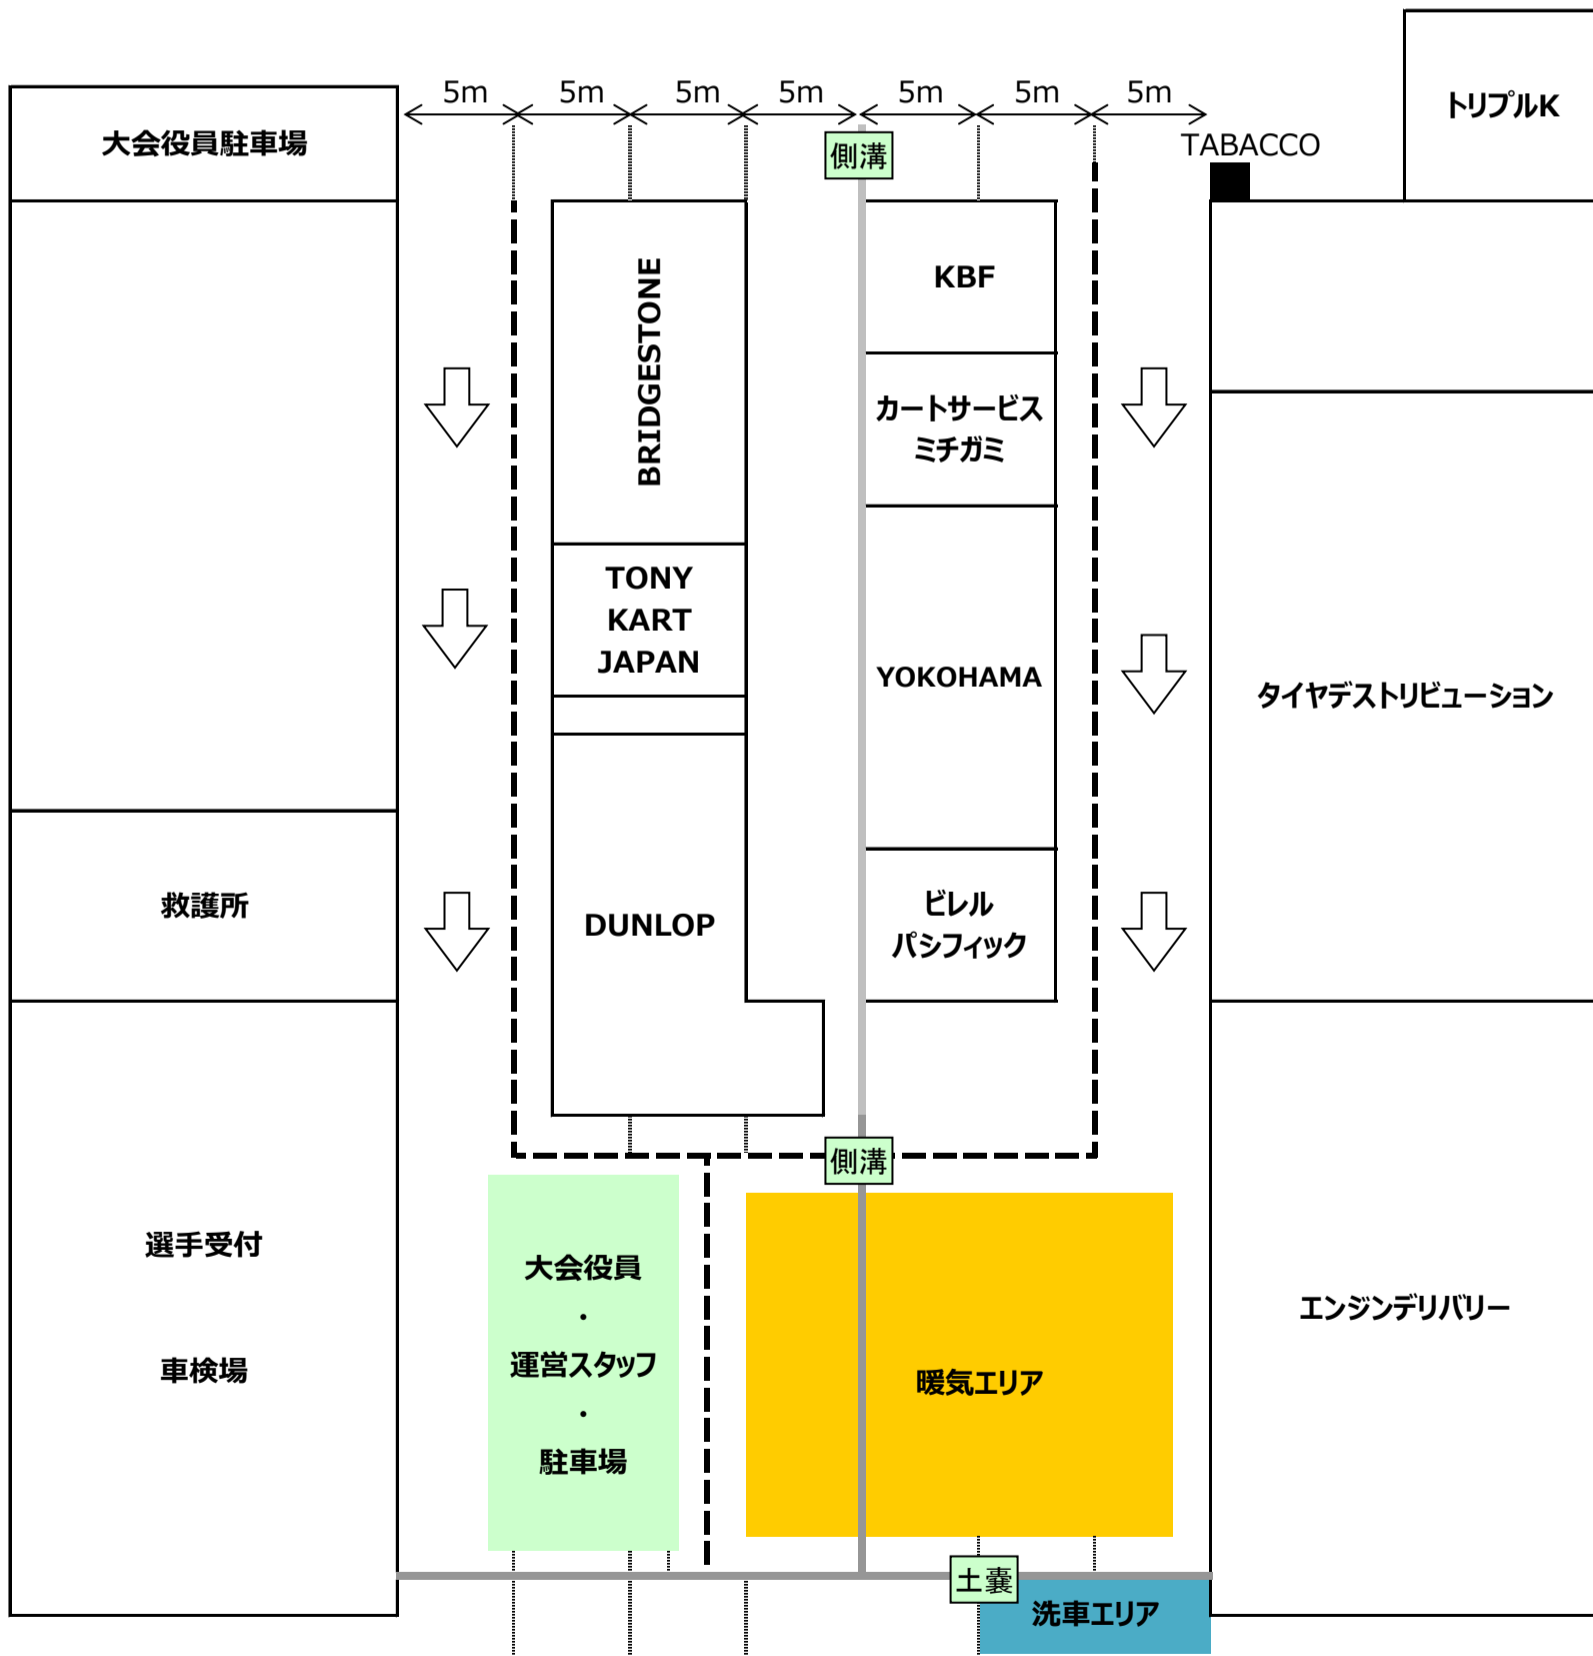 5m
5m
5m
5m
5m
5m
5m
トリプルK
大会役員駐車場
側溝
TABACCO
BRIDGESTONE
KBF
カートサービス
ミチガミ
TONY
KART
JAPAN
YOKOHAMA
タイヤデストリビューション
救護所
DUNLOP
ビレル
パシフィック
側溝
選手受付
車検場
大会役員
・
運営スタッフ
・
駐車場
暖気エリア
エンジンデリバリー
土嚢
洗車エリア